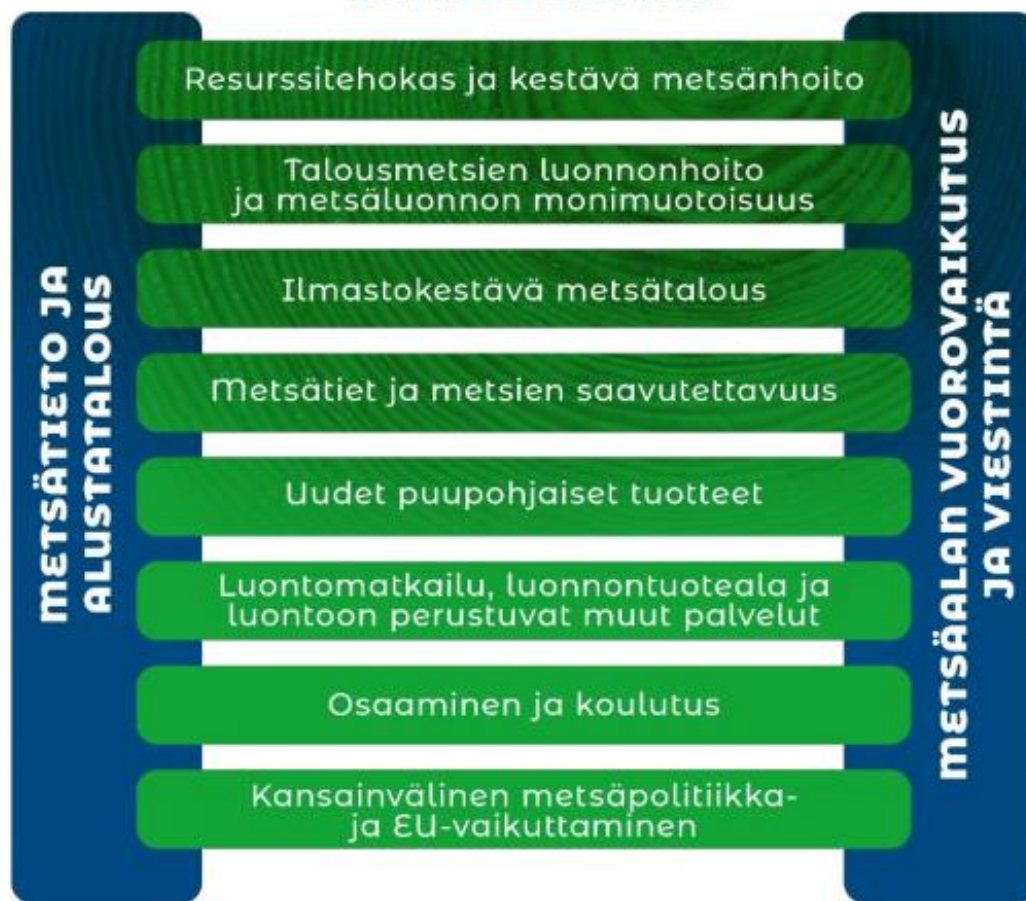 METSÄTIETO JA
ALUSTATALOUS
Resurssitehokas ja kestävä metsänhoito
Talousmetsien luonnonhoito
ja metsäluonnon monimuotoisuus
Ilmastokestävä metsätalous
Metsätiet ja metsien saavutettavuus
Uudet puupohjaiset tuotteet
Luontomatkailu, luonnontuoteala ja
luontoon perustuvat muut palvelut
Osaaminen ja koulutus
Kansainvälinen metsäpolitiikka-
ja EU-vaikuttaminen
METSÄALAN VUOROVAIKUTUS
JA VIESTINTÄ